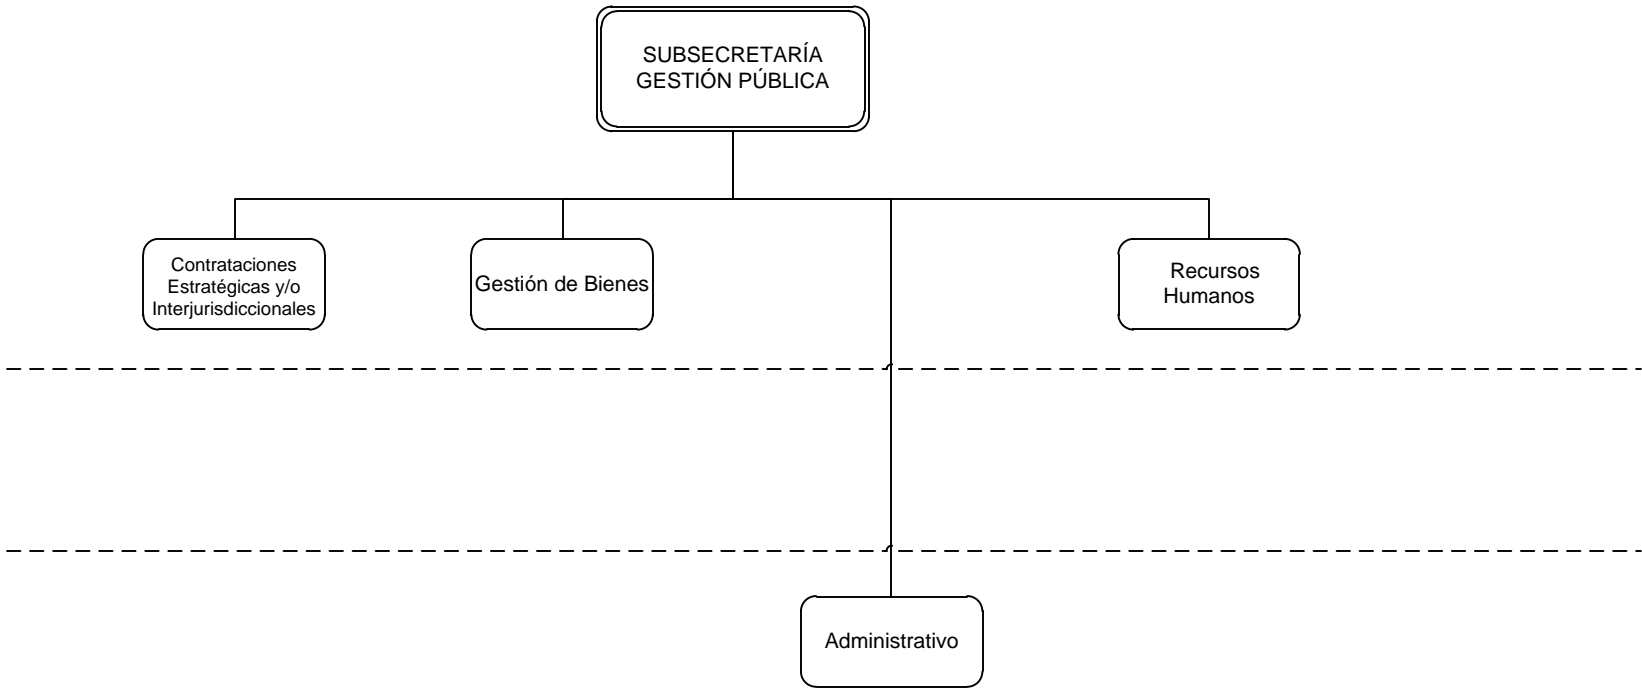 SUBSECRETARÍA
GESTIÓN PÚBLICA
Contrataciones
Estratégicas y/o
Interjurisdiccionales
Gestión de Bienes
Recursos
Humanos
Administrativo